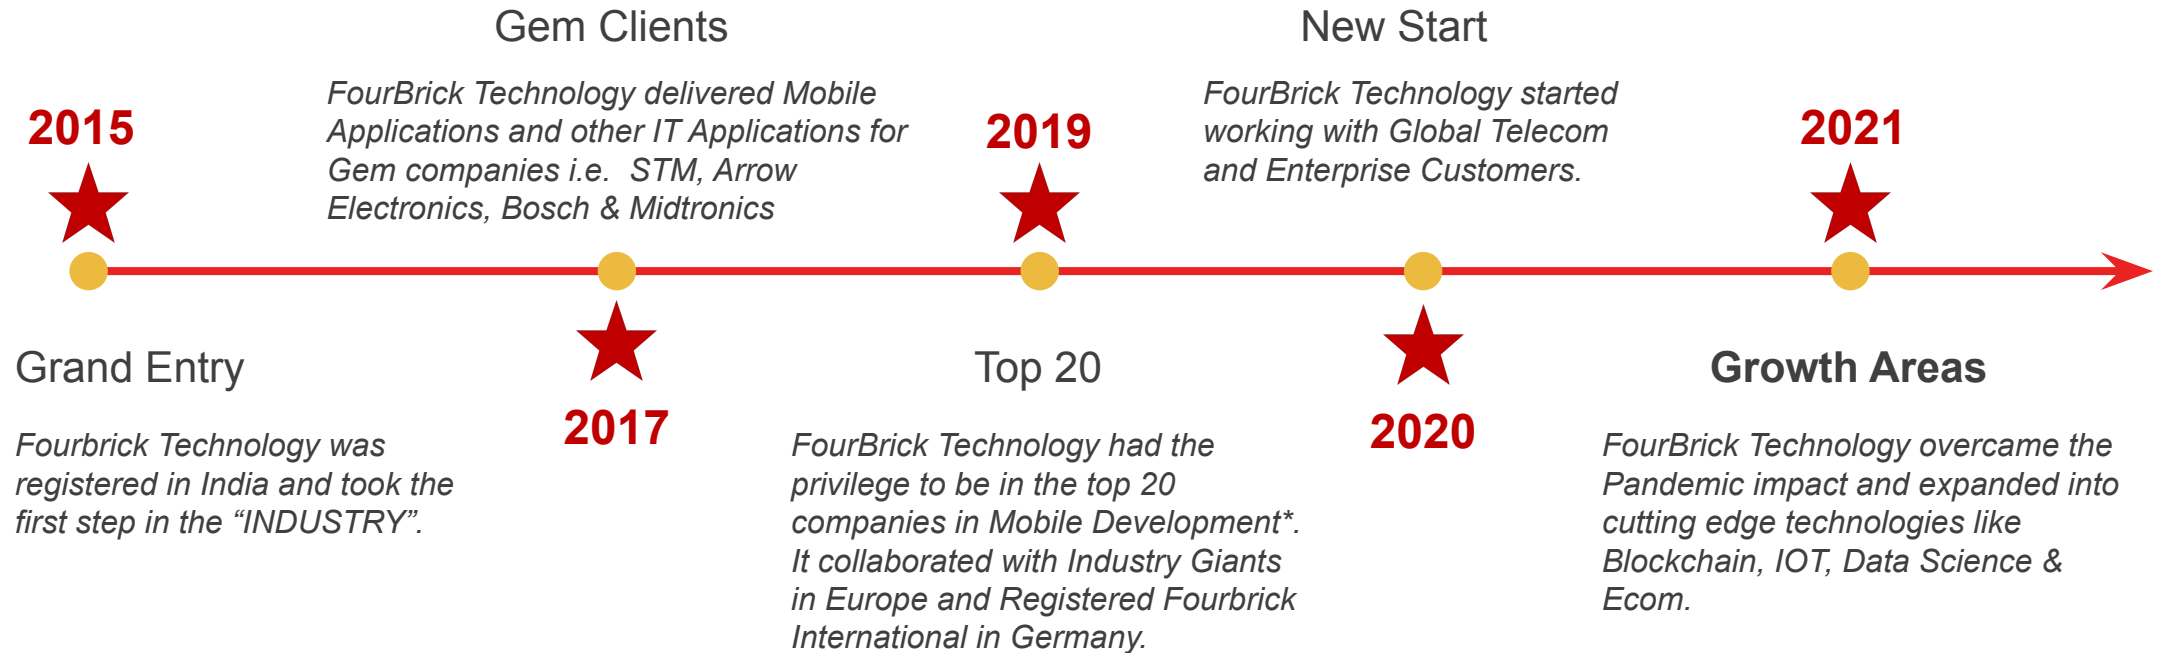 2015
Grand Entry
Fourbrick Technology was
registered in India and took the
first step in the “INDUSTRY”.
Gem Clients
FourBrick Technology delivered Mobile
Applications and other IT Applications for
Gem companies i.e. STM, Arrow
Electronics, Bosch & Midtronics
2017
2019
Top 20
FourBrick Technology had the
privilege to be in the top 20
companies in Mobile Development*.
It collaborated with Industry Giants
in Europe and Registered Fourbrick
International in Germany.
New Start
FourBrick Technology started
working with Global Telecom
and Enterprise Customers.
2020
2021
Growth Areas
FourBrick Technology overcame the
Pandemic impact and expanded into
cutting edge technologies like
Blockchain, IOT, Data Science &
Ecom.